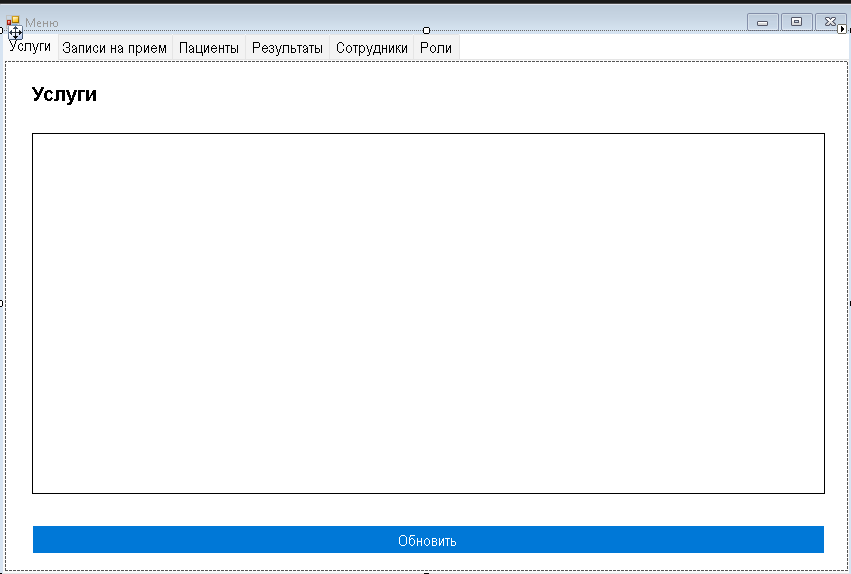 Меню
Услуги Записи на прием Пациенты Результаты Сотрудники Роли
Услуги
Обновить